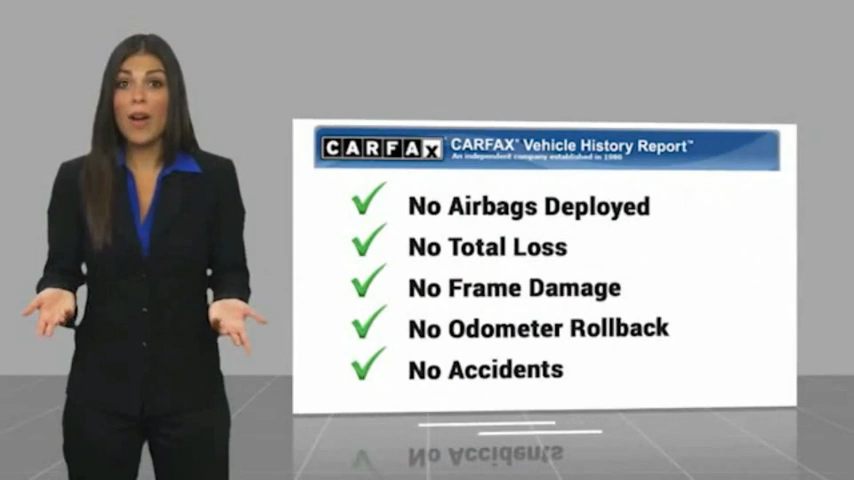 CARFAX CARFAX® Vehicle History Report™
An independent company established in 1986
No Airbags Deployed
No Total Loss
No Frame Damage
No Odometer Rollback
No Accidents
No Accidents